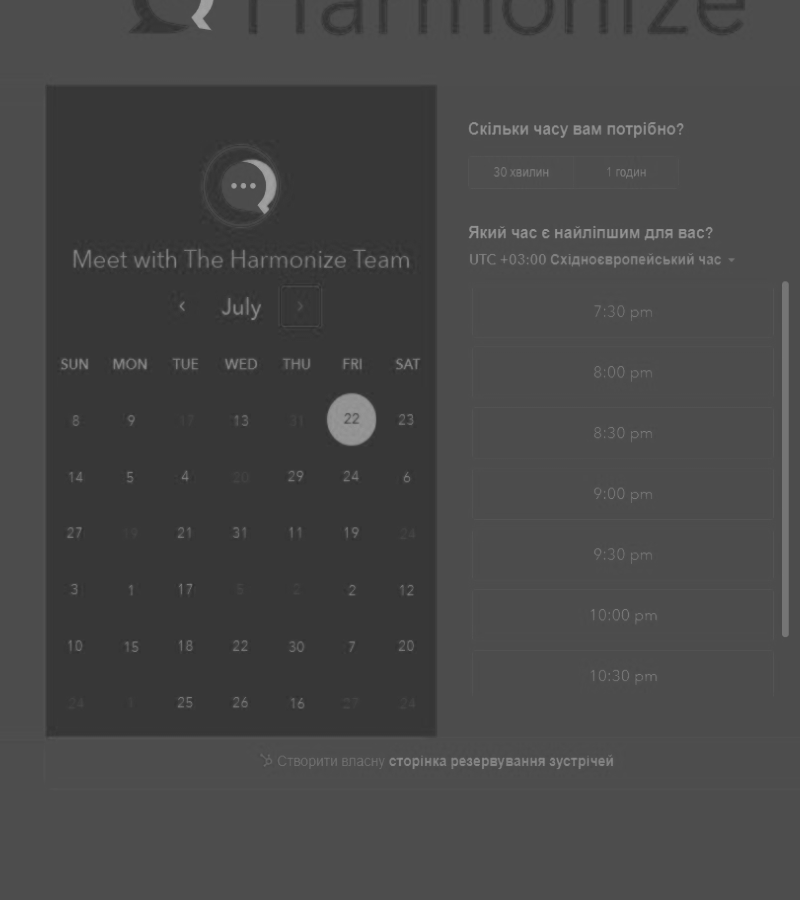 Harmonize
Meet with The Harmonize Team
July
SUN MON TUE WED THU FRI SAT
8 9 17 13 31 22 23
14 5 4 20 29 24 6
27 19 21 31 11 19 24
3 1 17 2 12
10 15 18 22 30 7 20
24 25 26 16 27 24
Скільки часу вам потрібно?
30 хвилин 1 годин
Який час є найліпшим для вас?
UTC +03:00 Східноєвропейський час
7:30 pm
8:00 pm
8:30 pm
9:00 pm
9:30 pm
10:00 pm
10:30 pm
Створити власну сторінка резервування зустрічей